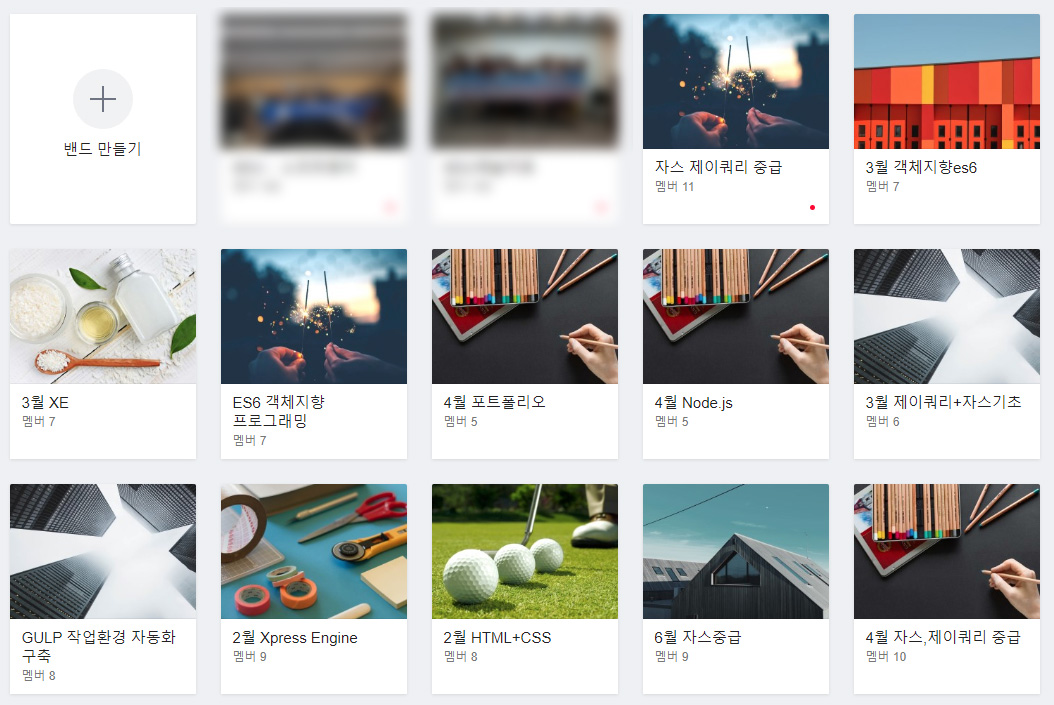 밴드 만들기
자스 제이쿼리 중급
멤버 11
3월 객체지향es6
멤버 7
3월 XE
멤버 7
ES6 객체지향
프로그래밍
멤버 7
4월 포트폴리오
멤버 5
4월 Node.js
멤버 5
3월 제이쿼리+자스기초
멤버 6
GULP 작업환경 자동화
구축
멤버 8
2월 Xpress Engine
멤버 9
2월 HTML+CSS
멤버 8
6월 자스중급
멤버 9
4월 자스,제이쿼리 중급
멤버 10